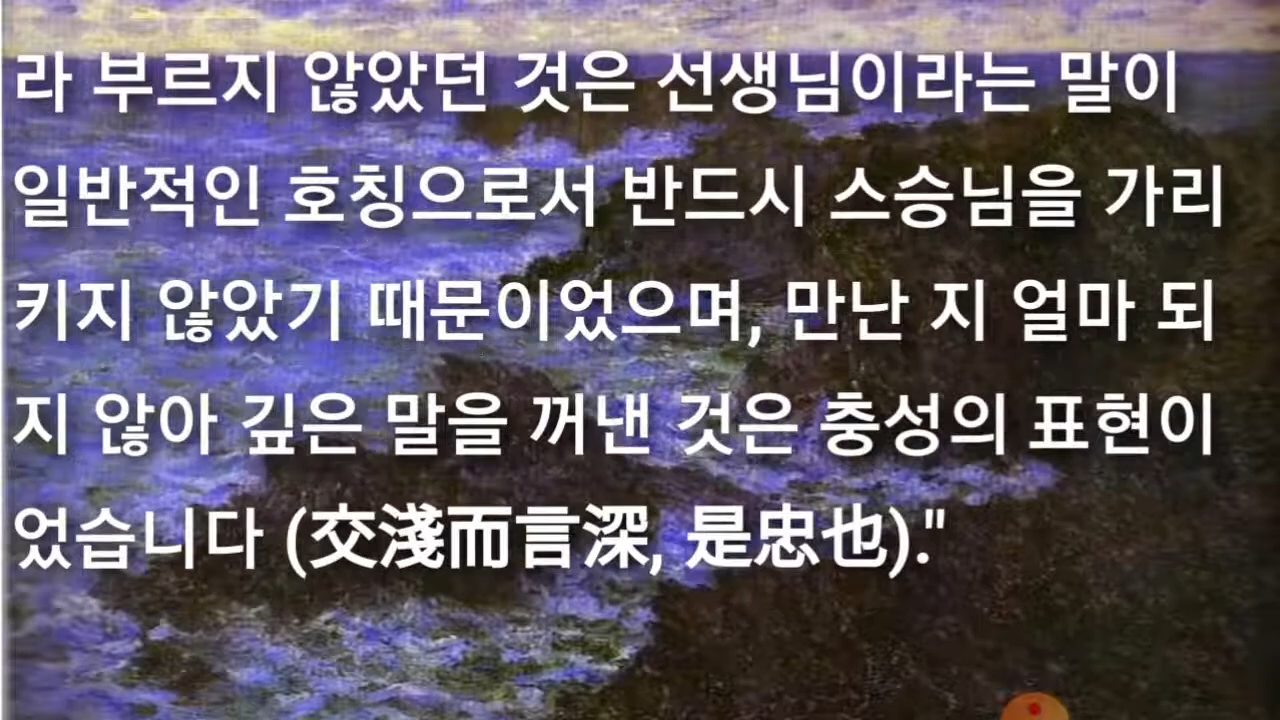 라 부르지 않았던 것은 선생님이라는 말이
일반적인 호칭으로서 반드시 스승님을 가리
키지 않았기 때문이었으며, 만난 지 얼마 되
지 않아 깊은 말을 꺼낸 것은 충성의 표현이
었습니다 (交淺而言深, 是忠也)."